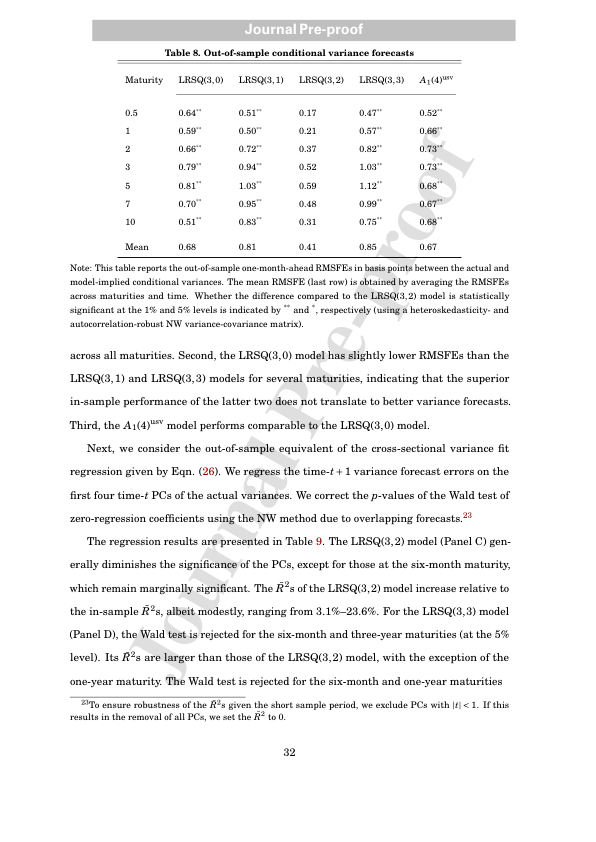 Journal Pre-proof
Table 8. Out-of-sample conditional variance forecasts
Maturity LRSQ(3,0) LRSQ(3,1) LRSQ(3,2) LRSQ(3,3) A₁(4)ᵘˢᵛ
0.5 0.64** 0.51** 0.17 0.47** 0.52**
1 0.59** 0.50** 0.21 0.57** 0.66**
2 0.66** 0.72** 0.37 0.82** 0.73**
3 0.79** 0.94** 0.52 1.03** 0.73**
5 0.81** 1.03** 0.59 1.12** 0.68**
7 0.70** 0.95** 0.48 0.99** 0.67**
10 0.51** 0.83** 0.31 0.75** 0.68**
Mean 0.68 0.81 0.41 0.85 0.67
Note: This table reports the out-of-sample one-month-ahead RMSFEs in basis points between the actual and
model-implied conditional variances. The mean RMSFE (last row) is obtained by averaging the RMSFEs
across maturities and time. Whether the difference compared to the LRSQ(3,2) model is statistically
significant at the 1% and 5% levels is indicated by ** and *, respectively (using a heteroskedasticity- and
autocorrelation-robust NW variance-covariance matrix).
across all maturities. Second, the LRSQ(3,0) model has slightly lower RMSFEs than the
LRSQ(3,1) and LRSQ(3,3) models for several maturities, indicating that the superior
in-sample performance of the latter two does not translate to better variance forecasts.
Third, the A₁(4)ᵘˢᵛ model performs comparable to the LRSQ(3,0) model.
Next, we consider the out-of-sample equivalent of the cross-sectional variance fit
regression given by Eqn. (26). We regress the time-t+1 variance forecast errors on the
first four time-t PCs of the actual variances. We correct the p-values of the Wald test of
zero-regression coefficients using the NW method due to overlapping forecasts.²³
The regression results are presented in Table 9. The LRSQ(3,2) model (Panel C) gen-
erally diminishes the significance of the PCs, except for those at the six-month maturity,
which remain marginally significant. The R̄²s of the LRSQ(3,2) model increase relative to
the in-sample R̄²s, albeit modestly, ranging from 3.1%–23.6%. For the LRSQ(3,3) model
(Panel D), the Wald test is rejected for the six-month and three-year maturities (at the 5%
level). Its R̄²s are larger than those of the LRSQ(3,2) model, with the exception of the
one-year maturity. The Wald test is rejected for the six-month and one-year maturities
²³To ensure robustness of the R̄²s given the short sample period, we exclude PCs with |t| < 1. If this
results in the removal of all PCs, we set the R̄² to 0.
32
Journal Pre-proof